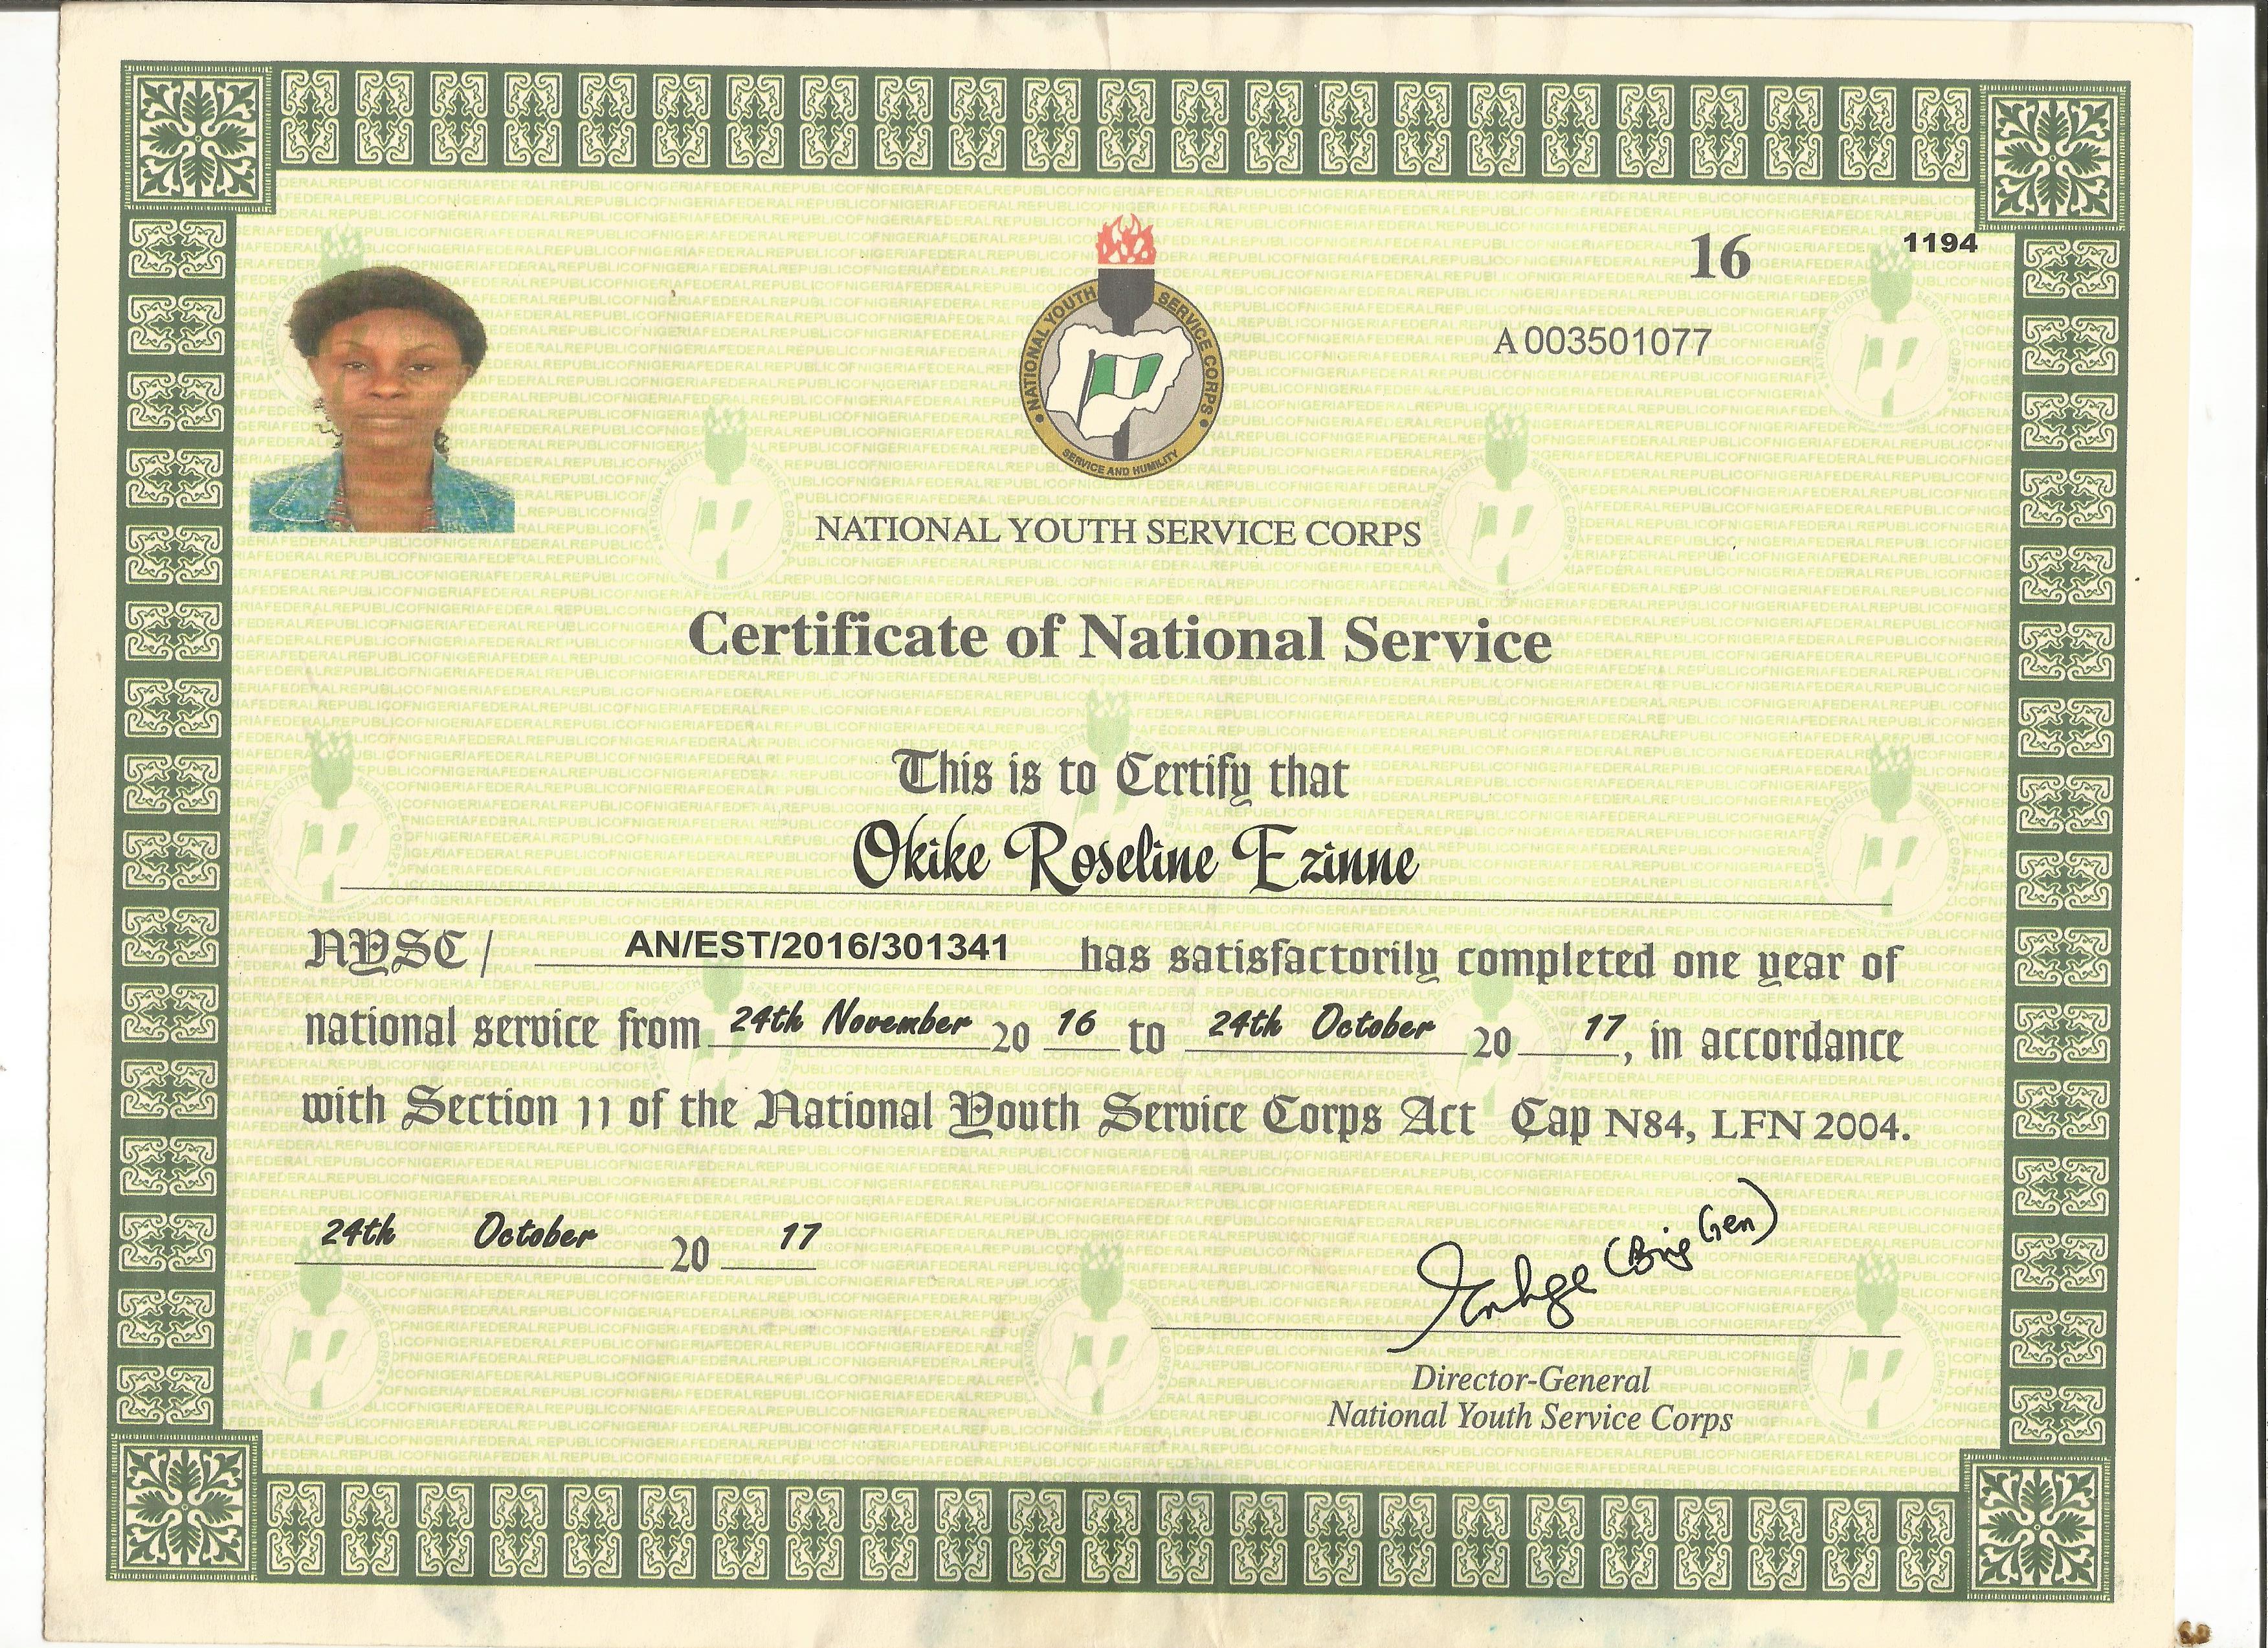 16 1194
NATIONAL YOUTH SERVICE CORPS
SERVICE AND HUMILITY
A 003501077
NATIONAL YOUTH SERVICE CORPS
Certificate of National Service
This is to Certify that
Okike Roseline Ezinne
NYSC / AN/EST/2016/301341 has satisfactorily completed one year of
national service from 24th November 20 16 to 24th October 20 17, in accordance
with Section 11 of the National Youth Service Corps Act Cap N84, LFN 2004.
24th October 20 17
(Brig Gen)
Director-General
National Youth Service Corps